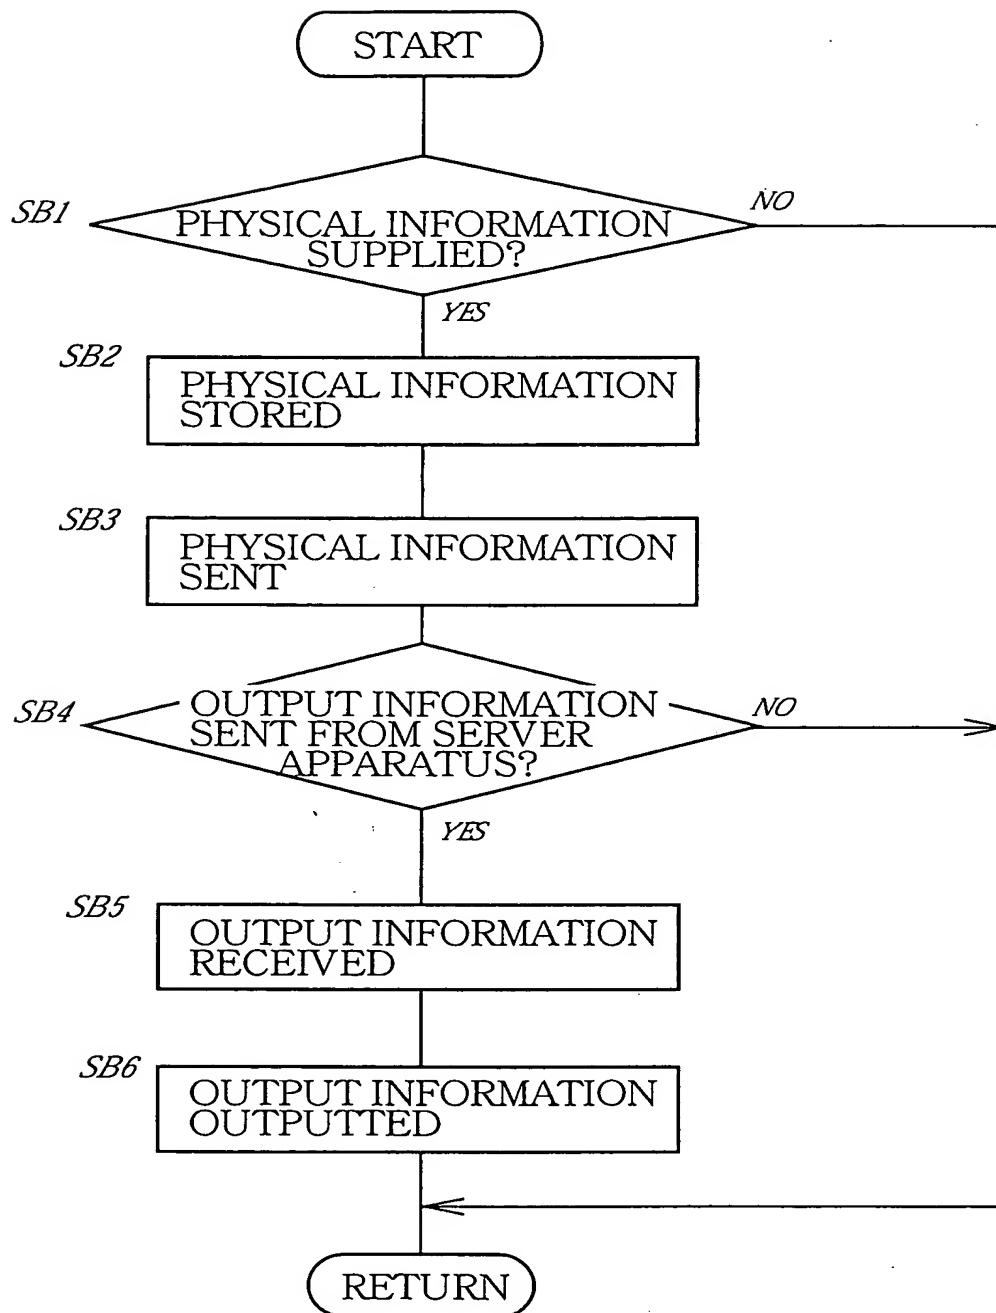 START
SB1
PHYSICAL INFORMATION
SUPPLIED?
NO
YES
SB2
PHYSICAL INFORMATION
STORED
SB3
PHYSICAL INFORMATION
SENT
SB4
OUTPUT INFORMATION
SENT FROM SERVER
APPARATUS?
NO
YES
SB5
OUTPUT INFORMATION
RECEIVED
SB6
OUTPUT INFORMATION
OUTPUTTED
RETURN